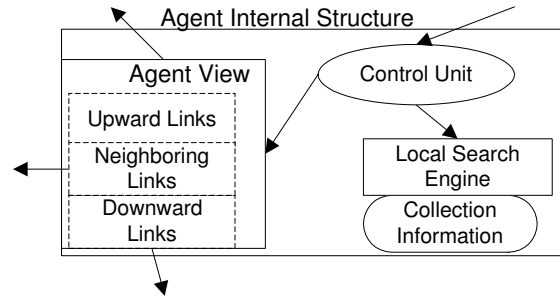 Agent Internal Structure
Agent View
Control Unit
Upward Links
Neighboring
Links
Downward
Links
Local Search
Engine
Collection
Information